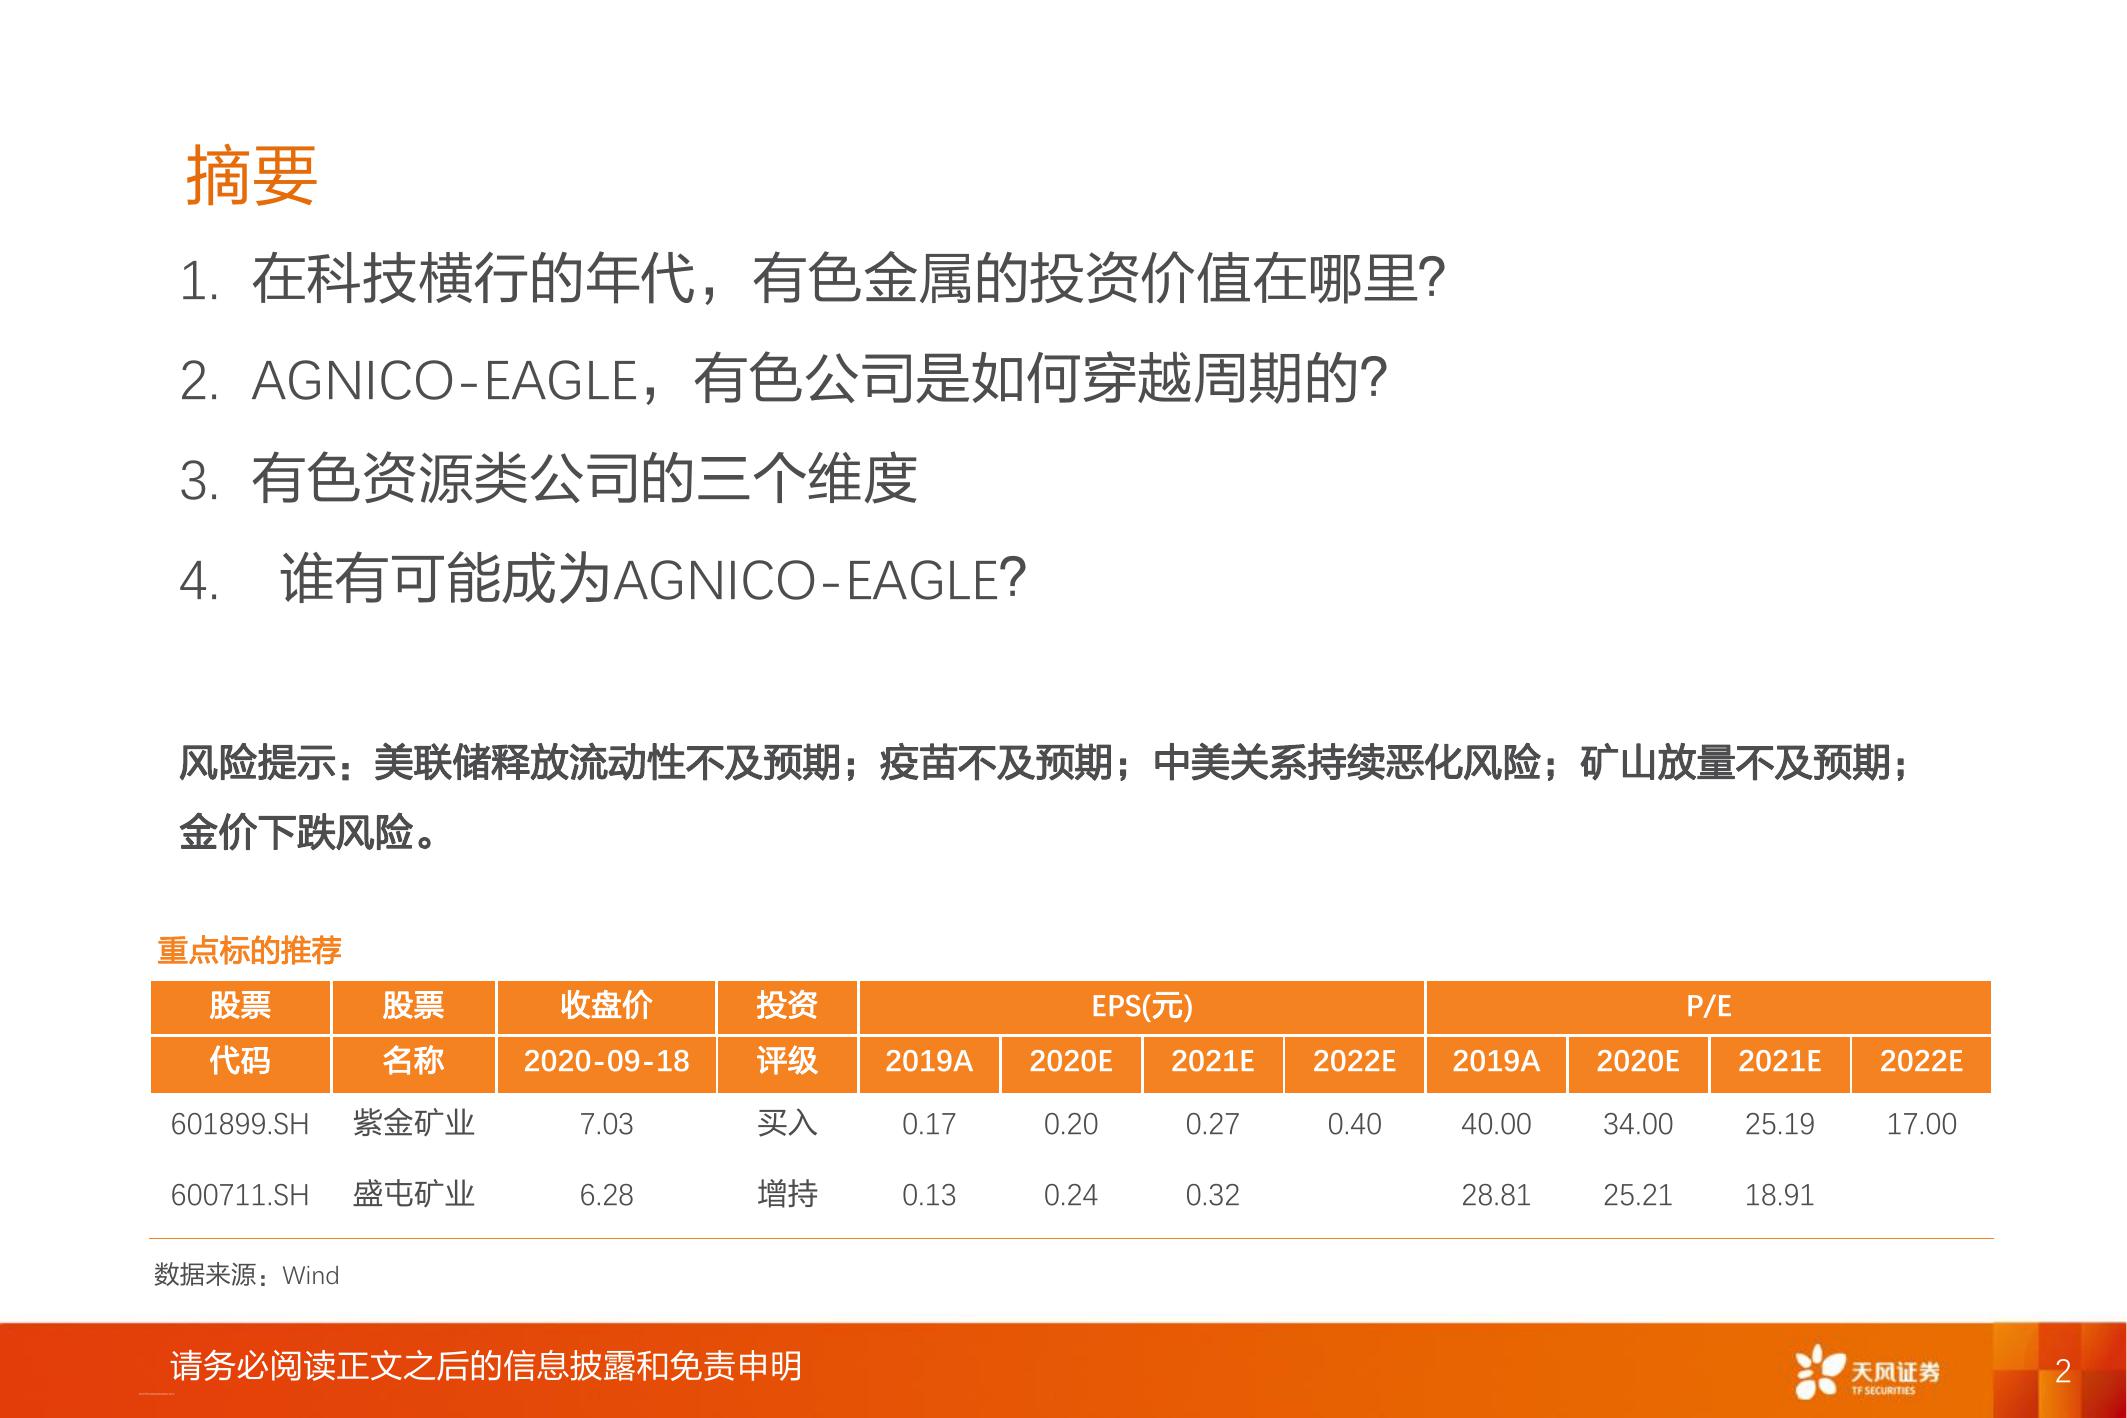 摘要
1. 在科技横行的年代，有色金属的投资价值在哪里？
2. AGNICO-EAGLE，有色公司是如何穿越周期的？
3. 有色资源类公司的三个维度
4. 谁有可能成为AGNICO-EAGLE？
风险提示：美联储释放流动性不及预期；疫苗不及预期；中美关系持续恶化风险；矿山放量不及预期；
金价下跌风险。
重点标的推荐
股票 股票 收盘价 投资 EPS(元) P/E
代码 名称 2020-09-18 评级 2019A 2020E 2021E 2022E 2019A 2020E 2021E 2022E
601899.SH 紫金矿业 7.03 买入 0.17 0.20 0.27 0.40 40.00 34.00 25.19 17.00
600711.SH 盛屯矿业 6.28 增持 0.13 0.24 0.32 28.81 25.21 18.91
数据来源：Wind
请务必阅读正文之后的信息披露和免责申明
天风证券
TF SECURITIES
2